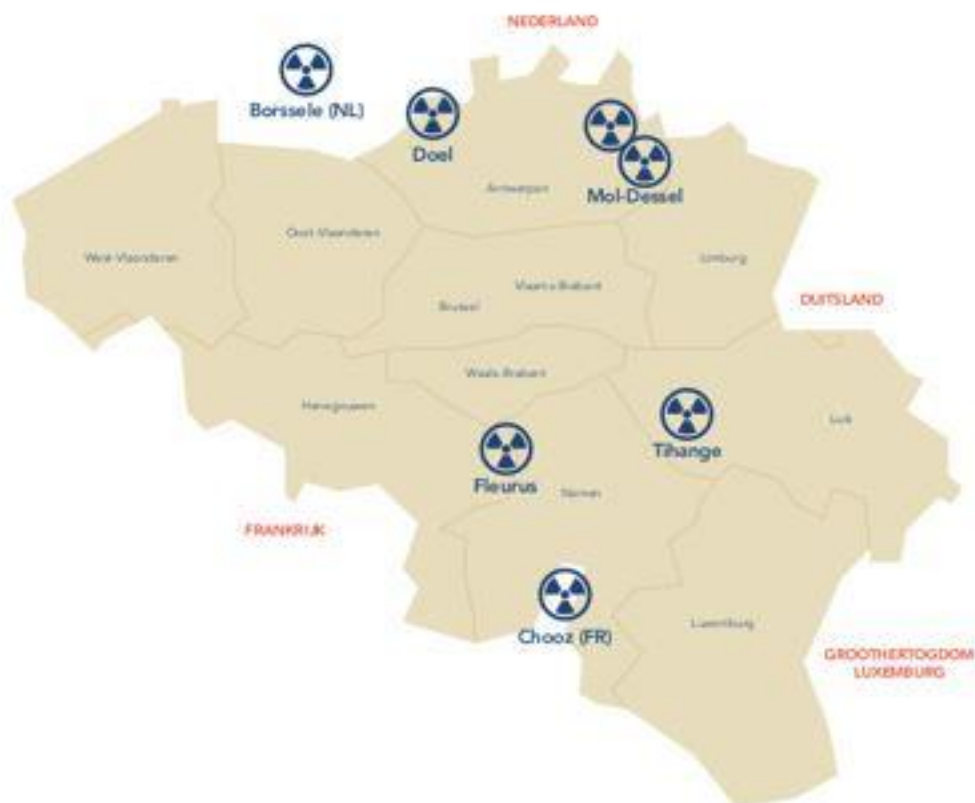 NEDERLAND
Borssele (NL)
Doel
Mol-Dessel
Antwerpen
Oost-Vlaanderen
West-Vlaanderen
Limburg
Vlaams-Brabant
Brussel
DUITSLAND
Waals-Brabant
Henegouwen
Luik
Tihange
Fleurus
Namen
FRANKRIJK
Luxemburg
Chooz (FR)
GROOTHERTOGDOM
LUXEMBURG